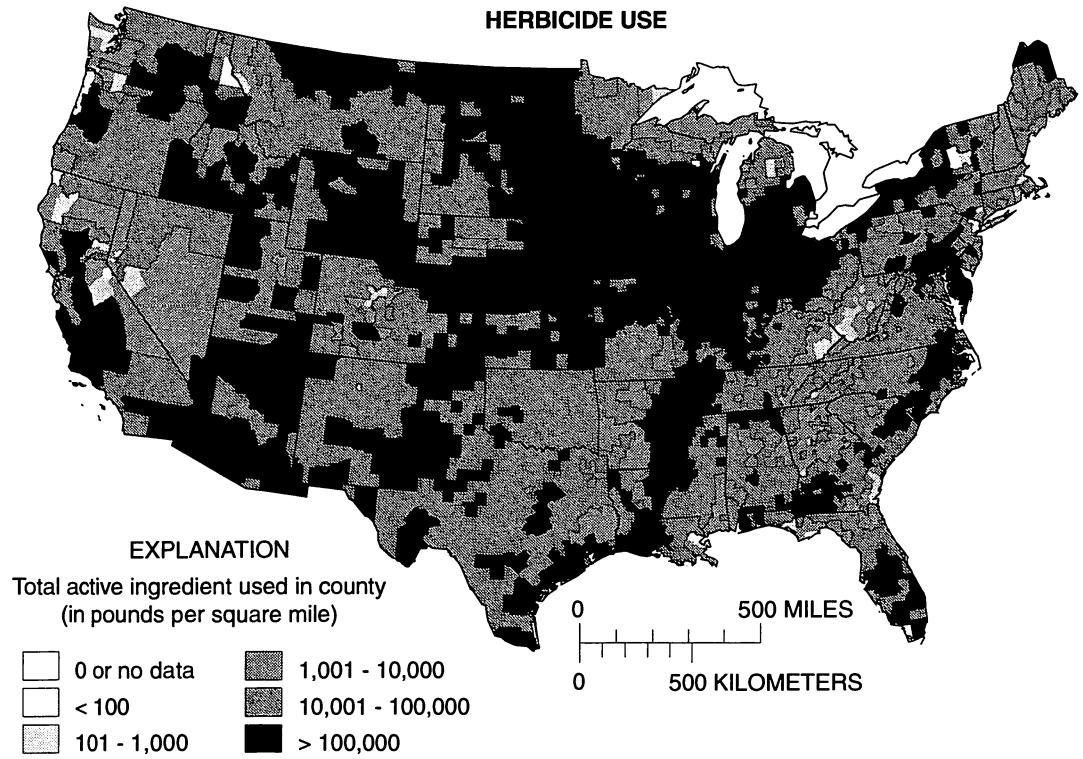 HERBICIDE USE
EXPLANATION
Total active ingredient used in county
(in pounds per square mile)
0 or no data
< 100
101 - 1,000
1,001 - 10,000
10,001 - 100,000
> 100,000
0 500 MILES
0 500 KILOMETERS